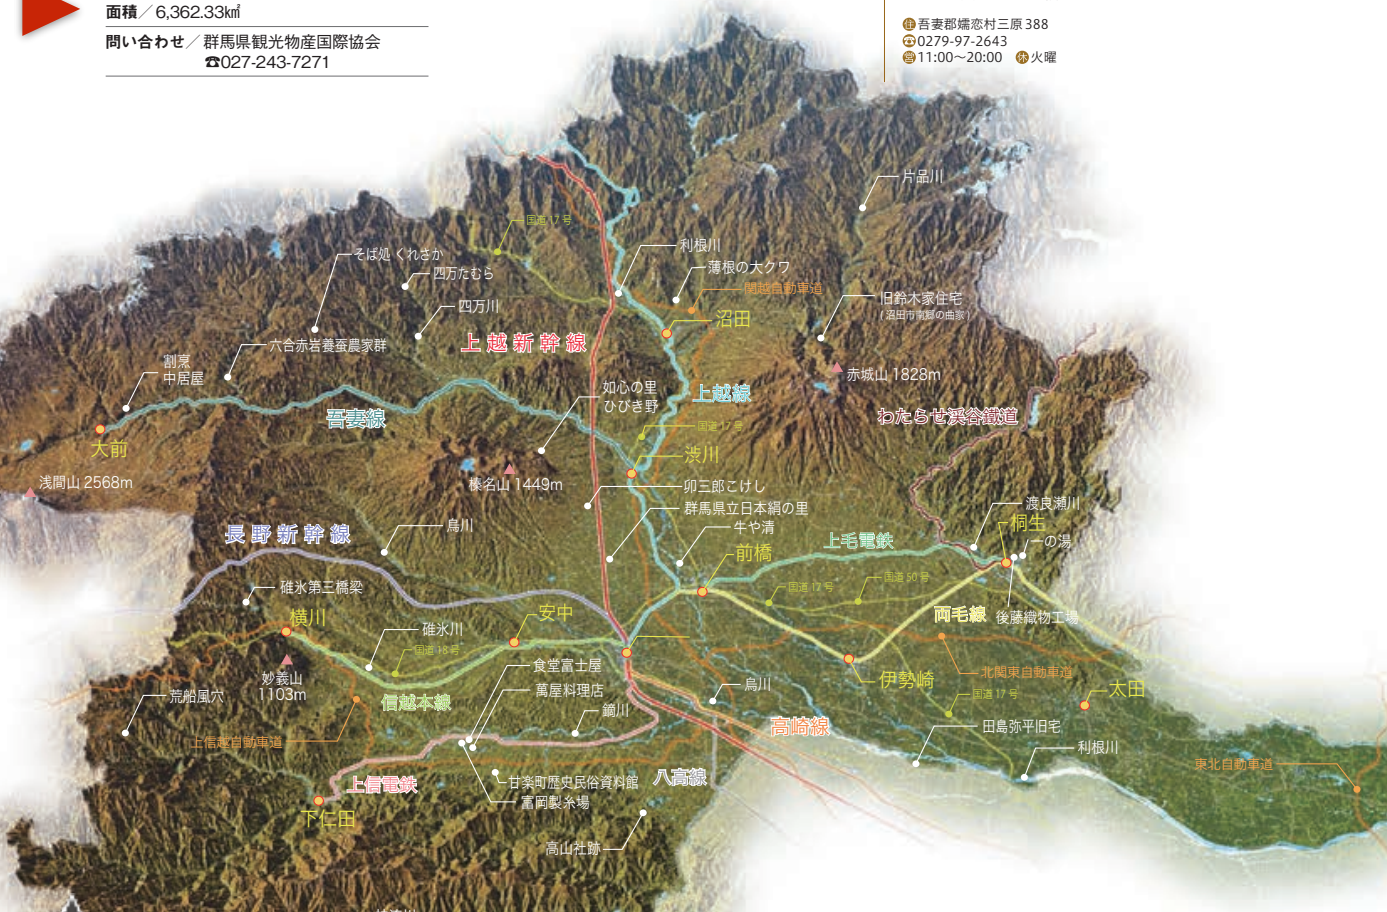 面積／6,362.33㎢
問い合わせ／群馬県観光物産国際協会
☎027-243-7271
住吾妻郡嬬恋村三原388
☎0279-97-2643
営11:00〜20:00 休火曜
片品川
国道17号
利根川
そば処 くれさか
薄根の大クワ
四万たむら
関越自動車道
旧鈴木家住宅
（沼田市南郷の曲家）
四万川
沼田
上越新幹線
六合赤岩養蚕農家群
割烹
中居屋
赤城山 1828m
如心の里
ひびき野
上越線
吾妻線
わたらせ渓谷鐵道
国道17号
大前
渋川
浅間山 2568m
榛名山 1449m
卯三郎こけし
群馬県立日本絹の里
渡良瀬川
桐生
長野新幹線
烏川
牛や清
上毛電鉄
一の湯
前橋
国道50号
碓氷第三橋梁
国道17号
横川
安中
両毛線
後藤織物工場
碓氷川
国道18号
食堂富士屋
北関東自動車道
妙義山
1103m
伊勢崎
荒船風穴
萬屋料理店
烏川
太田
信越本線
国道17号
鏑川
高崎線
田島弥平旧宅
上信越自動車道
利根川
東北自動車道
上信電鉄
甘楽町歴史民俗資料館
八高線
富岡製糸場
下仁田
高山社跡